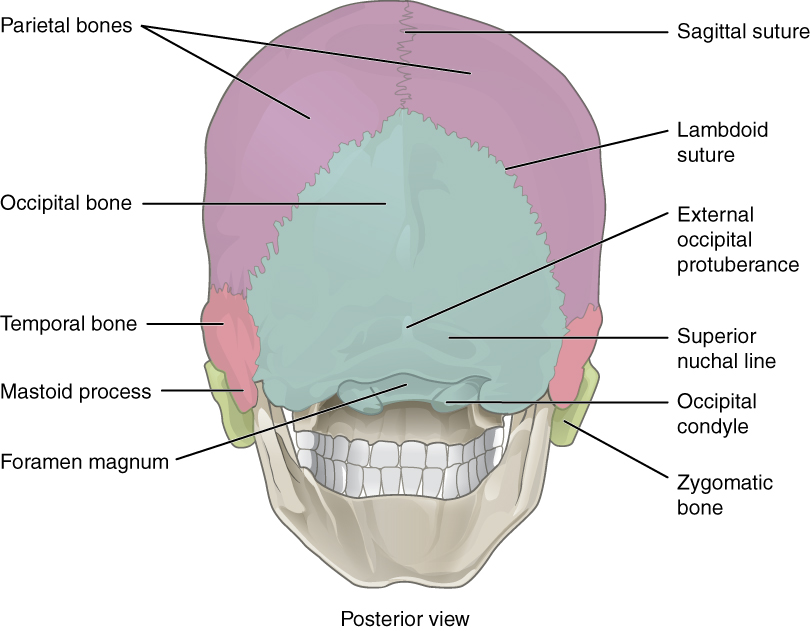 Parietal bones
Occipital bone
Temporal bone
Mastoid process
Foramen magnum
Sagittal suture
Lambdoid
suture
External
occipital
protuberance
Superior
nuchal line
Occipital
condyle
Zygomatic
bone
Posterior view